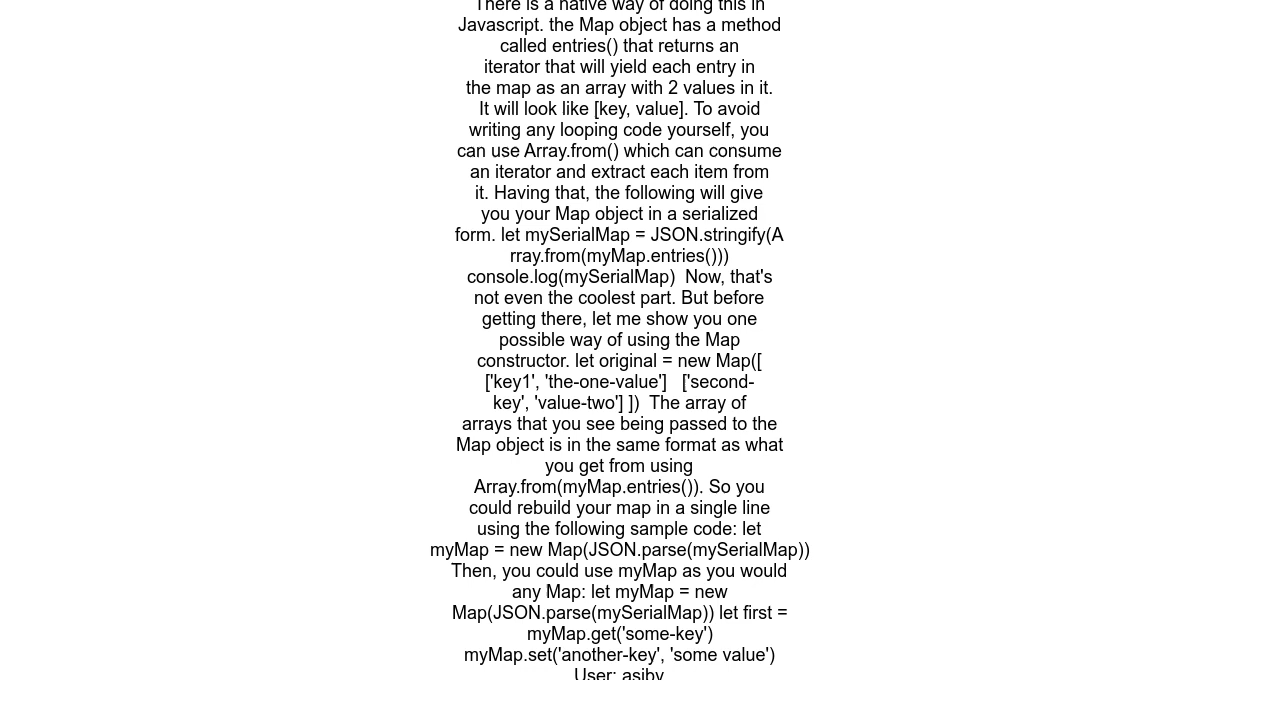 There is a native way of doing this in
Javascript. the Map object has a method
called entries() that returns an
iterator that will yield each entry in
the map as an array with 2 values in it.
It will look like [key, value]. To avoid
writing any looping code yourself, you
can use Array.from() which can consume
an iterator and extract each item from
it. Having that, the following will give
you your Map object in a serialized
form. let mySerialMap = JSON.stringify(A
rray.from(myMap.entries()))
console.log(mySerialMap)  Now, that's
not even the coolest part. But before
getting there, let me show you one
possible way of using the Map
constructor. let original = new Map([
['key1', 'the-one-value']   ['second-
key', 'value-two'] ])  The array of
arrays that you see being passed to the
Map object is in the same format as what
you get from using
Array.from(myMap.entries()). So you
could rebuild your map in a single line
using the following sample code: let
myMap = new Map(JSON.parse(mySerialMap))
Then, you could use myMap as you would
any Map: let myMap = new
Map(JSON.parse(mySerialMap)) let first =
myMap.get('some-key')
myMap.set('another-key', 'some value')
User: asiby